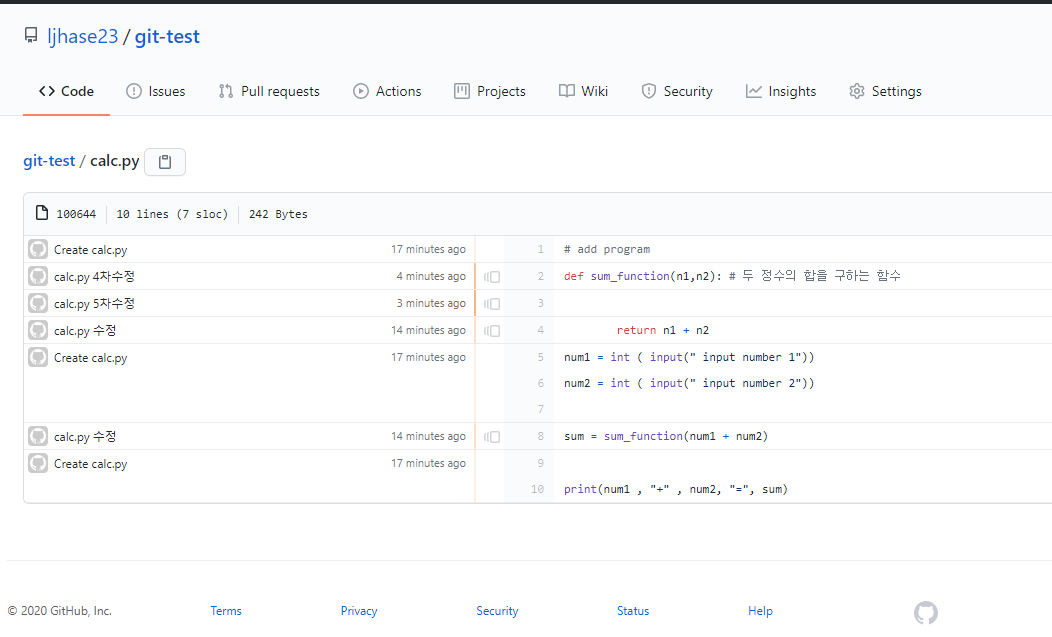 ljhase23 / git-test
Code Issues Pull requests Actions Projects Wiki Security Insights Settings
git-test / calc.py
100644 10 lines (7 sloc) 242 Bytes
Create calc.py 17 minutes ago 1 # add program
calc.py 4차수정 4 minutes ago 2 def sum_function(n1,n2): # 두 정수의 합을 구하는 함수
calc.py 5차수정 3 minutes ago 3
calc.py 수정 14 minutes ago 4 return n1 + n2
Create calc.py 17 minutes ago 5 num1 = int ( input(" input number 1"))
6 num2 = int ( input(" input number 2"))
7
calc.py 수정 14 minutes ago 8 sum = sum_function(num1 + num2)
Create calc.py 17 minutes ago 9
10 print(num1 , "+" , num2, "=", sum)
© 2020 GitHub, Inc. Terms Privacy Security Status Help